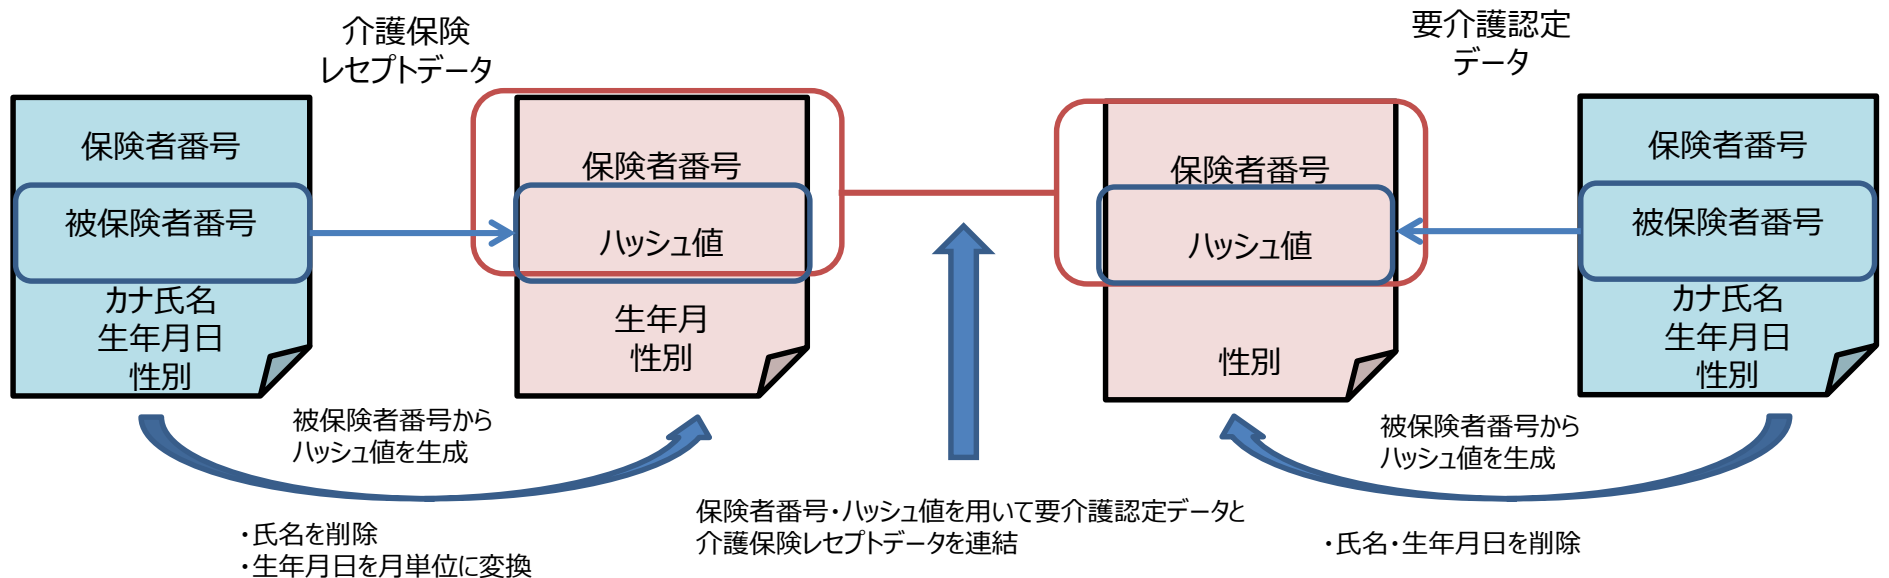 介護保険
レセプトデータ
要介護認定
データ
保険者番号
被保険者番号
カナ氏名
生年月日
性別
保険者番号
ハッシュ値
生年月
性別
保険者番号
ハッシュ値
性別
保険者番号
被保険者番号
カナ氏名
生年月日
性別
被保険者番号から
ハッシュ値を生成
・氏名を削除
・生年月日を月単位に変換
保険者番号・ハッシュ値を用いて要介護認定データと
介護保険レセプトデータを連結
被保険者番号から
ハッシュ値を生成
・氏名・生年月日を削除